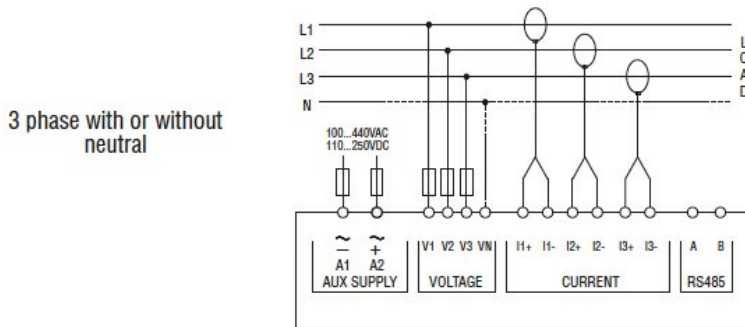 3 phase with or without
neutral
L1
L2
L3
N
L
O
A
D
100...440VAC
110...250VDC
~ ~
– +
A1 A2
AUX SUPPLY
V1 V2 V3 VN
VOLTAGE
I1+ I1- I2+ I2- I3+ I3-
CURRENT
A B
RS485